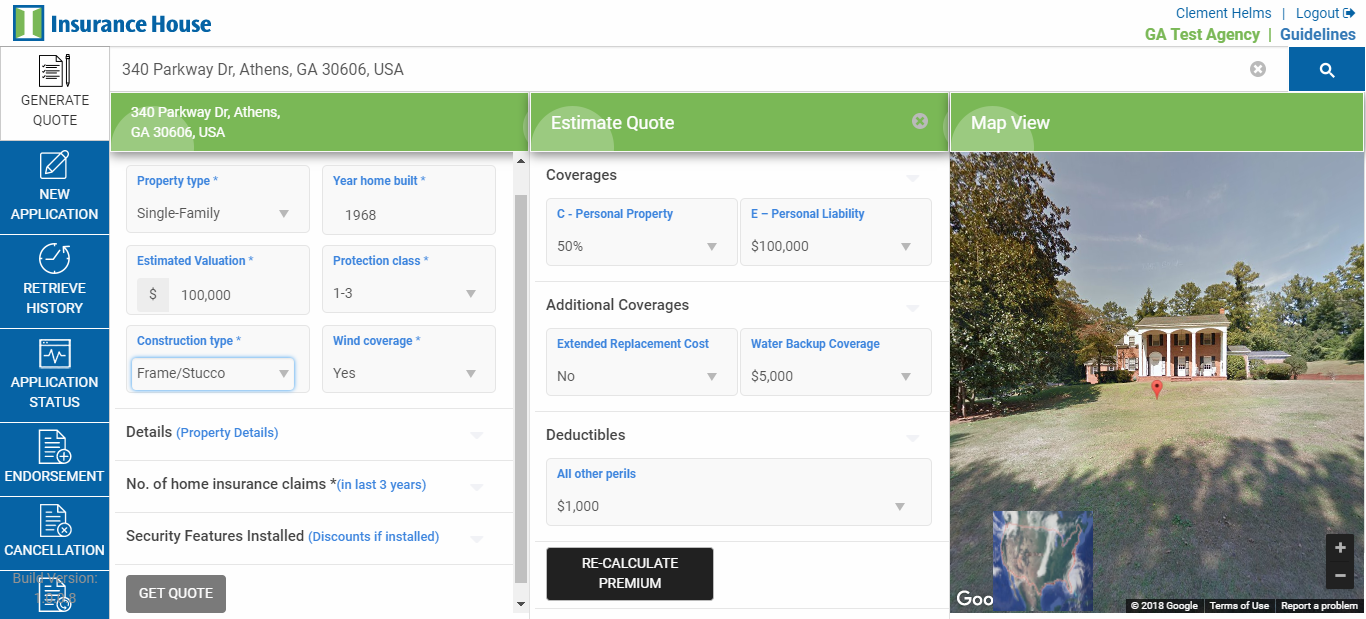 Insurance House
Clement Helms | Logout
GA Test Agency | Guidelines
340 Parkway Dr, Athens, GA 30606, USA
GENERATE
QUOTE
NEW
APPLICATION
RETRIEVE
HISTORY
APPLICATION
STATUS
ENDORSEMENT
CANCELLATION
Build Version:
340 Parkway Dr, Athens,
GA 30606, USA
Property type *
Single-Family
Year home built *
1968
Estimated Valuation *
$ 100,000
Protection class *
1-3
Construction type *
Frame/Stucco
Wind coverage *
Yes
Details (Property Details)
No. of home insurance claims *(in last 3 years)
Security Features Installed (Discounts if installed)
GET QUOTE
Estimate Quote
Coverages
C - Personal Property
50%
E – Personal Liability
$100,000
Additional Coverages
Extended Replacement Cost
No
Water Backup Coverage
$5,000
Deductibles
All other perils
$1,000
RE-CALCULATE
PREMIUM
Map View
Goo
© 2018 Google
Terms of Use
Report a problem